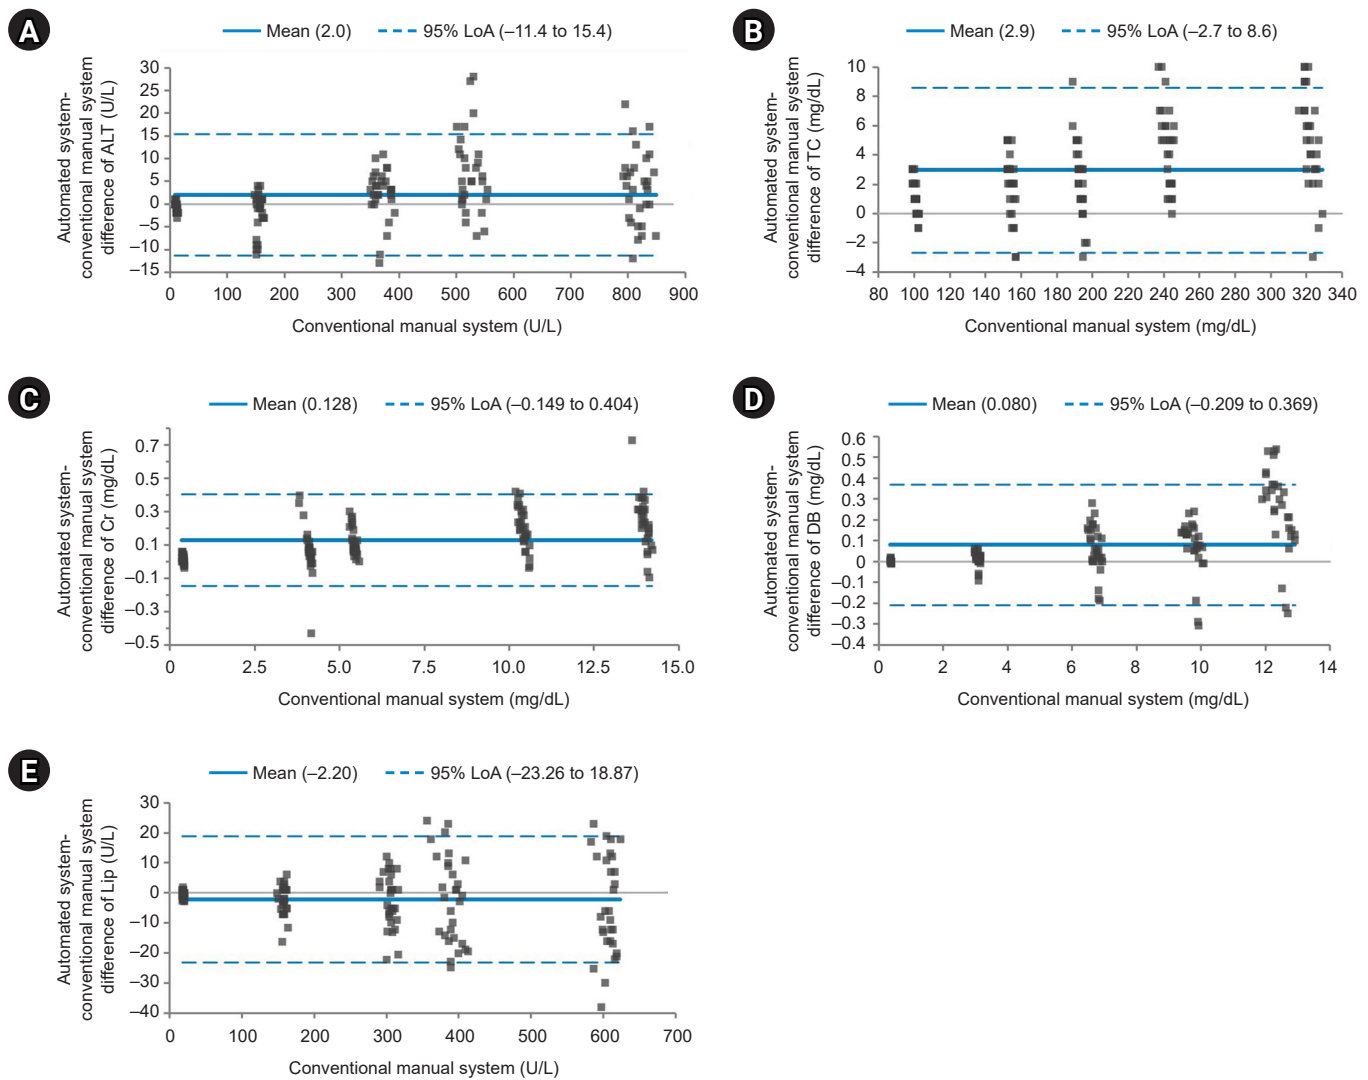 A
Mean (2.0)
95% LoA (–11.4 to 15.4)
Automated system-
conventional manual system
difference of ALT (U/L)
30
25
20
15
10
5
0
–5
–10
–15
0 100 200 300 400 500 600 700 800 900
Conventional manual system (U/L)
B
Mean (2.9)
95% LoA (–2.7 to 8.6)
Automated system-
conventional manual system
difference of TC (mg/dL)
10
8
6
4
2
0
–2
–4
80 100 120 140 160 180 200 220 240 260 280 300 320 340
Conventional manual system (mg/dL)
C
Mean (0.128)
95% LoA (–0.149 to 0.404)
Automated system-
conventional manual system
difference of Cr (mg/dL)
0.7
0.5
0.3
0.1
–0.1
–0.3
–0.5
0 2.5 5.0 7.5 10.0 12.5 15.0
Conventional manual system (mg/dL)
D
Mean (0.080)
95% LoA (–0.209 to 0.369)
Automated system-
conventional manual system
difference of DB (mg/dL)
0.6
0.5
0.4
0.3
0.2
0.1
0
–0.1
–0.2
–0.3
–0.4
0 2 4 6 8 10 12 14
Conventional manual system (mg/dL)
E
Mean (–2.20)
95% LoA (–23.26 to 18.87)
Automated system-
conventional manual system
difference of Lip (U/L)
30
20
10
0
–10
–20
–30
–40
0 100 200 300 400 500 600 700
Conventional manual system (U/L)